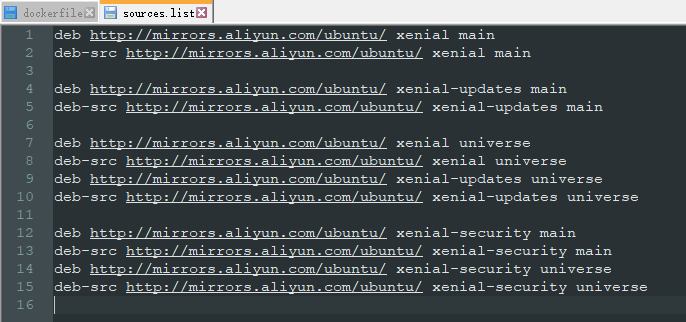 dockerfile sources.list
1 deb http://mirrors.aliyun.com/ubuntu/ xenial main
2 deb-src http://mirrors.aliyun.com/ubuntu/ xenial main
3
4 deb http://mirrors.aliyun.com/ubuntu/ xenial-updates main
5 deb-src http://mirrors.aliyun.com/ubuntu/ xenial-updates main
6
7 deb http://mirrors.aliyun.com/ubuntu/ xenial universe
8 deb-src http://mirrors.aliyun.com/ubuntu/ xenial universe
9 deb http://mirrors.aliyun.com/ubuntu/ xenial-updates universe
10 deb-src http://mirrors.aliyun.com/ubuntu/ xenial-updates universe
11
12 deb http://mirrors.aliyun.com/ubuntu/ xenial-security main
13 deb-src http://mirrors.aliyun.com/ubuntu/ xenial-security main
14 deb http://mirrors.aliyun.com/ubuntu/ xenial-security universe
15 deb-src http://mirrors.aliyun.com/ubuntu/ xenial-security universe
16